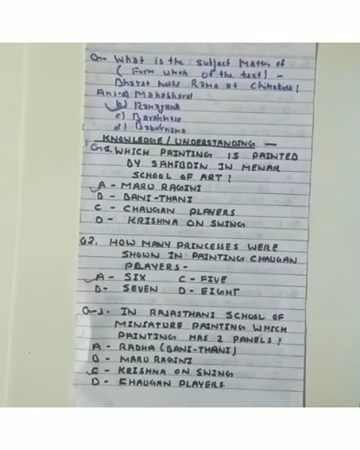 Qn- What is the subject matter of
( Form which of the text) -
Bharat meets Rama at Chitrakuta?
Ans- a) Mahabharat
b) Ramayana
c)
d) Baburnama
KNOWLEDGE / UNDERSTANDING -
Q1. WHICH PAINTING IS PAINTED
BY SAHIBDIN IN MEWAR
SCHOOL OF ART?
A - MARU RAGINI
B - BANI-THANI
C - CHAUGAN PLAYERS
D - KRISHNA ON SWING
Q2. HOW MANY PRINCESSES WERE
SHOWN IN PAINTING CHAUGAN
PLAYERS -
A - SIX C - FIVE
B - SEVEN D - EIGHT
Q-3. IN RAJASTHANI SCHOOL OF
MINIATURE PAINTING WHICH
PAINTING HAS 2 PANELS?
A - RADHA (BANI-THANI)
B - MARU RAGINI
C - KRISHNA ON SWING
D - CHAUGAN PLAYERS